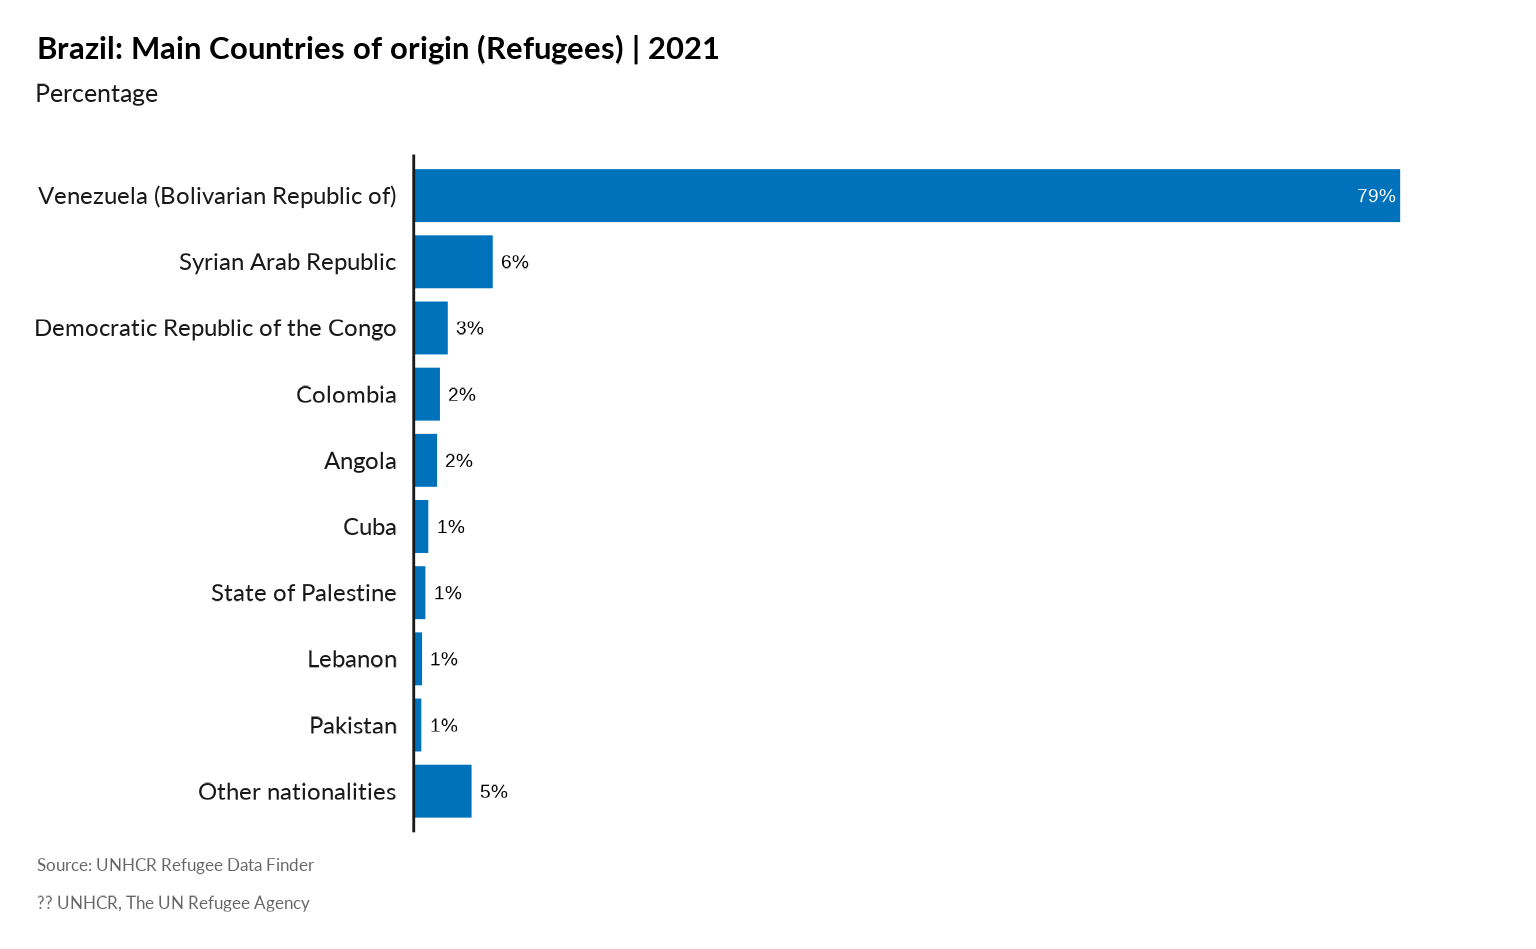 Brazil: Main Countries of origin (Refugees) | 2021
Percentage
Venezuela (Bolivarian Republic of) 79%
Syrian Arab Republic 6%
Democratic Republic of the Congo 3%
Colombia 2%
Angola 2%
Cuba 1%
State of Palestine 1%
Lebanon 1%
Pakistan 1%
Other nationalities 5%
Source: UNHCR Refugee Data Finder
?? UNHCR, The UN Refugee Agency